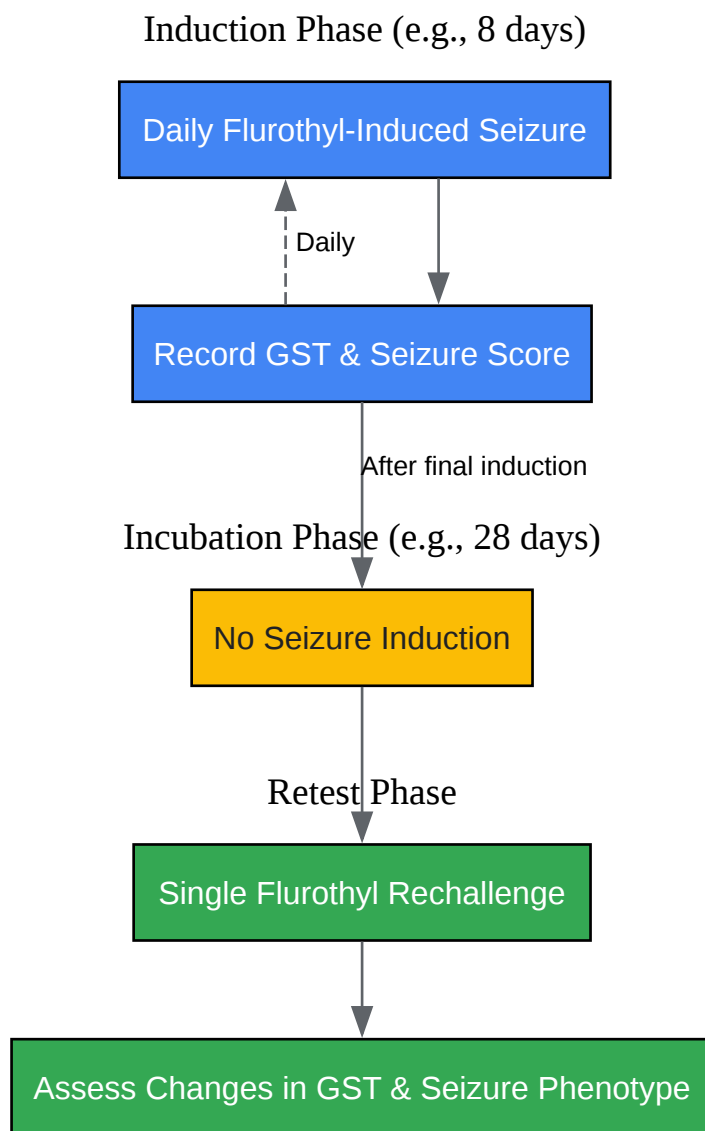 Induction Phase (e.g., 8 days)
Daily Flurothyl-Induced Seizure
Daily
Record GST & Seizure Score
After final induction
Incubation Phase (e.g., 28 days)
No Seizure Induction
Retest Phase
Single Flurothyl Rechallenge
Assess Changes in GST & Seizure Phenotype